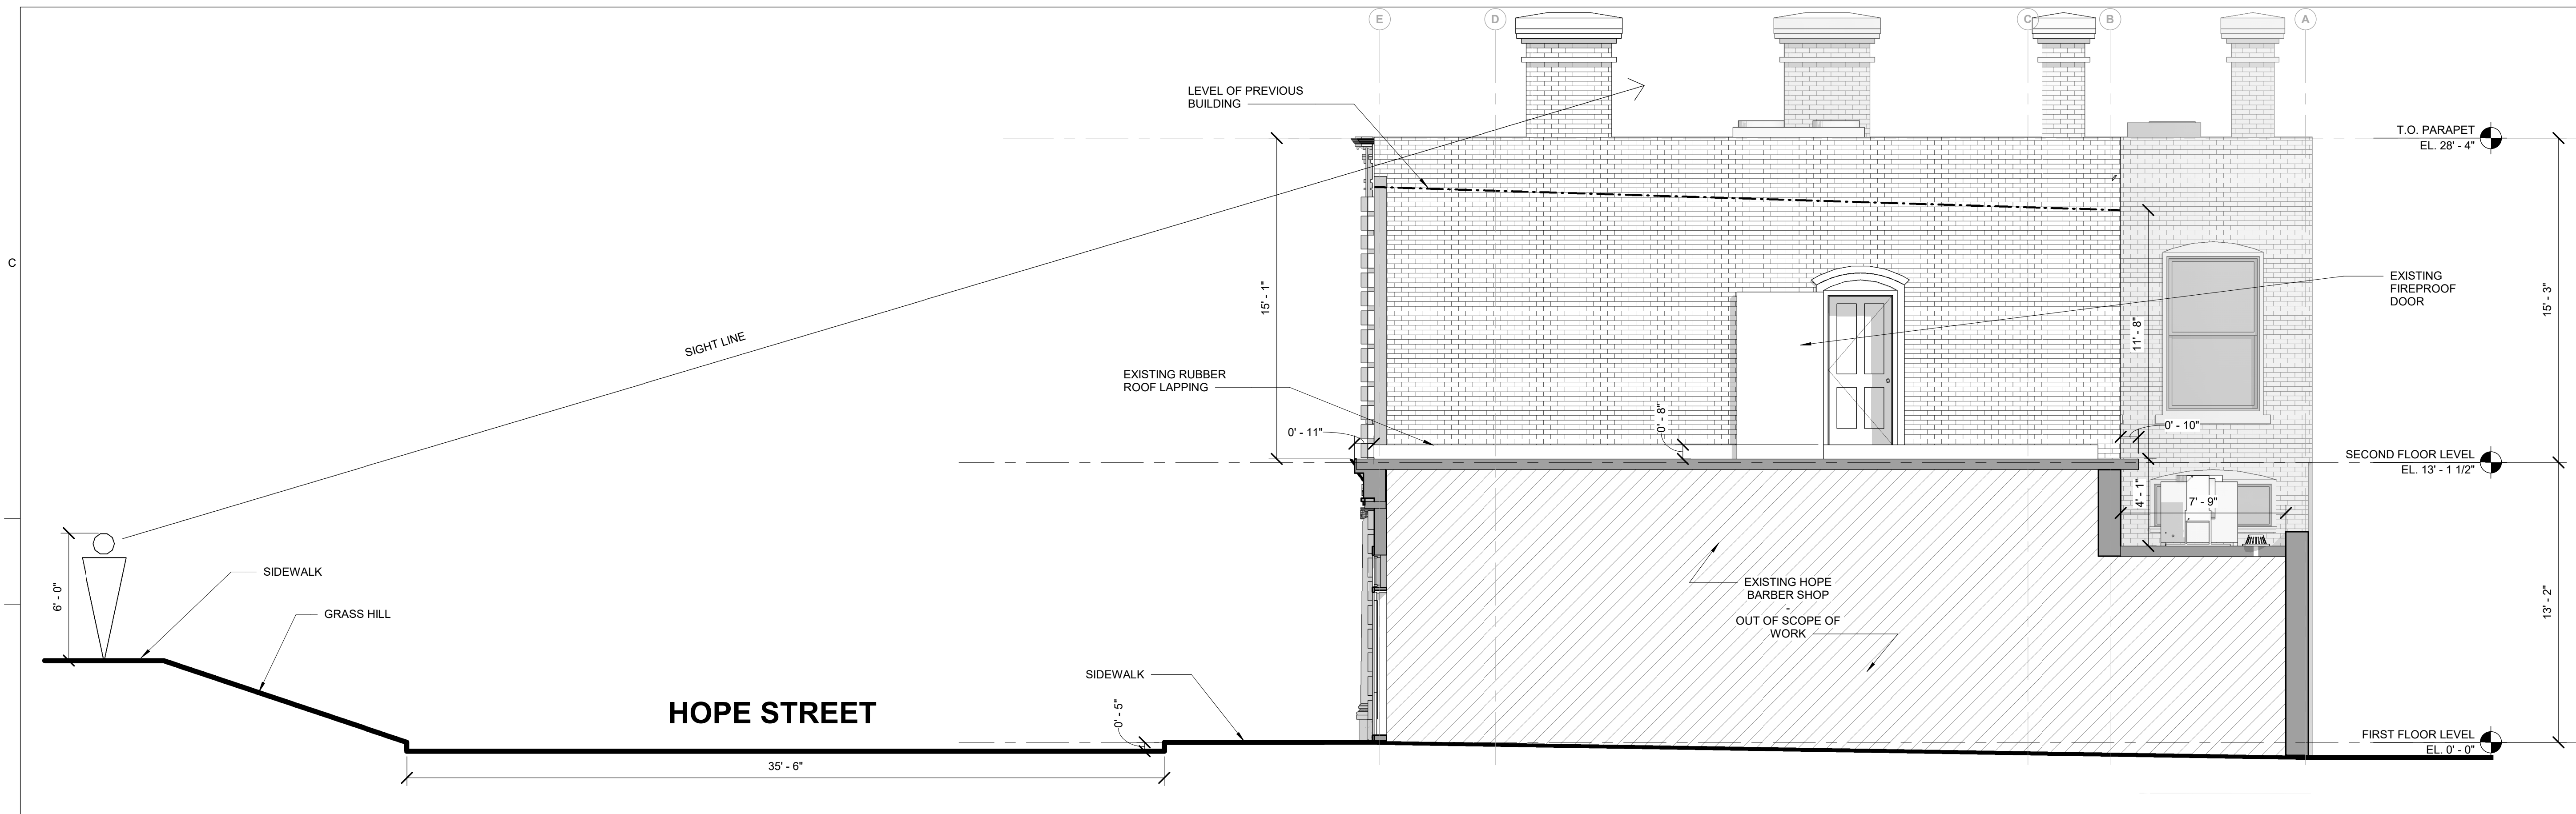 E
D
C
B
A
LEVEL OF PREVIOUS
BUILDING
T.O. PARAPET
EL. 28' - 4"
C
15' - 1"
EXISTING
FIREPROOF
DOOR
15' - 3"
11' - 8"
SIGHT LINE
EXISTING RUBBER
ROOF LAPPING
0' - 8"
0' - 11"
0' - 10"
SECOND FLOOR LEVEL
EL. 13' - 1 1/2"
4' - 1"
7' - 9"
6' - 0"
SIDEWALK
GRASS HILL
EXISTING HOPE
BARBER SHOP
-
OUT OF SCOPE OF
WORK
13' - 2"
SIDEWALK
HOPE STREET
0' - 5"
FIRST FLOOR LEVEL
EL. 0' - 0"
35' - 6"